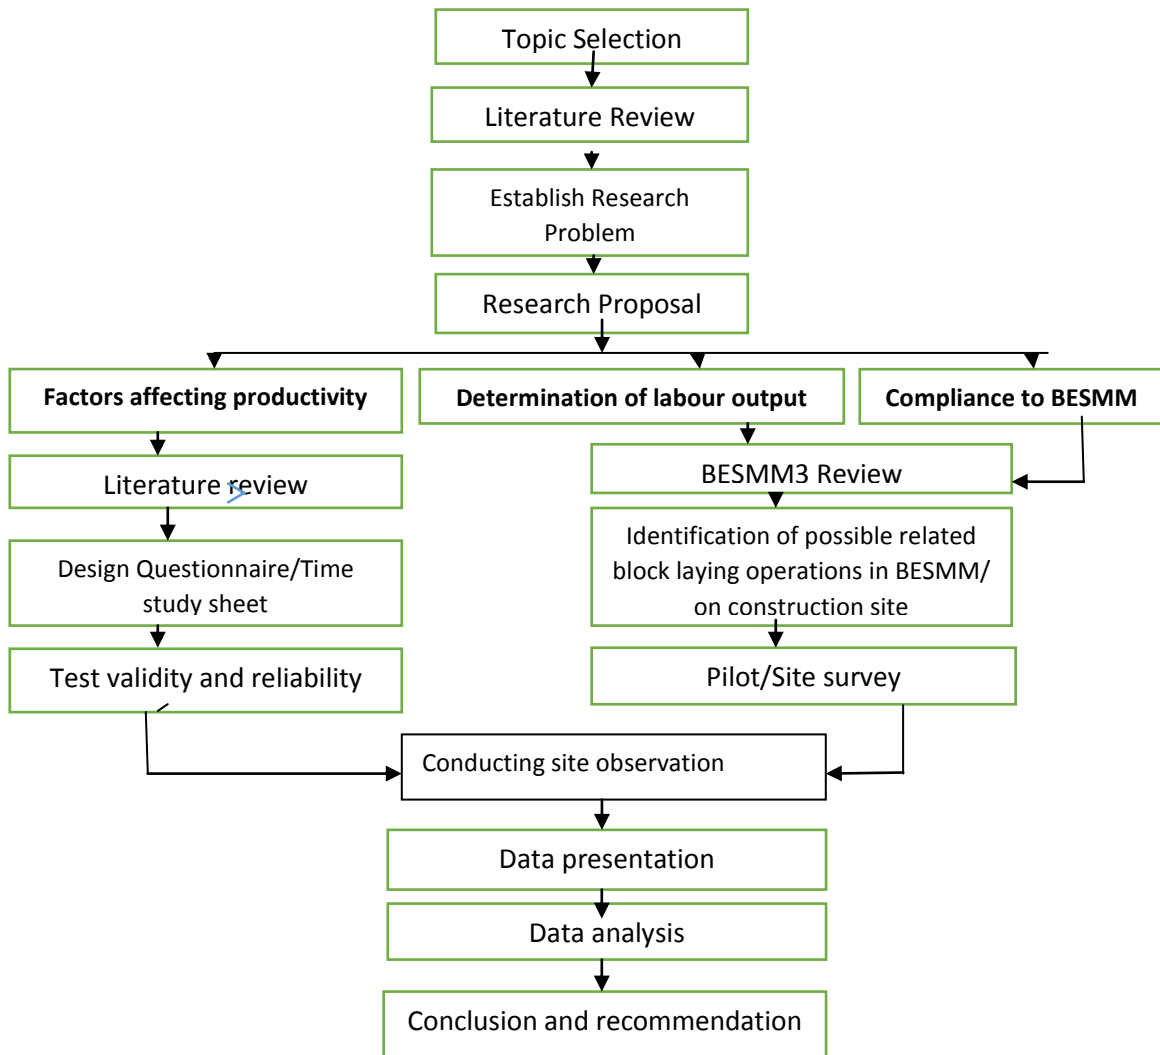 Topic Selection
Literature Review
Establish Research
Problem
Research Proposal
Factors affecting productivity
Determination of labour output
Compliance to BESMM
Literature review
BESMM3 Review
Design Questionnaire/Time
study sheet
Identification of possible related
block laying operations in BESMM/
on construction site
Test validity and reliability
Pilot/Site survey
Conducting site observation
Data presentation
Data analysis
Conclusion and recommendation